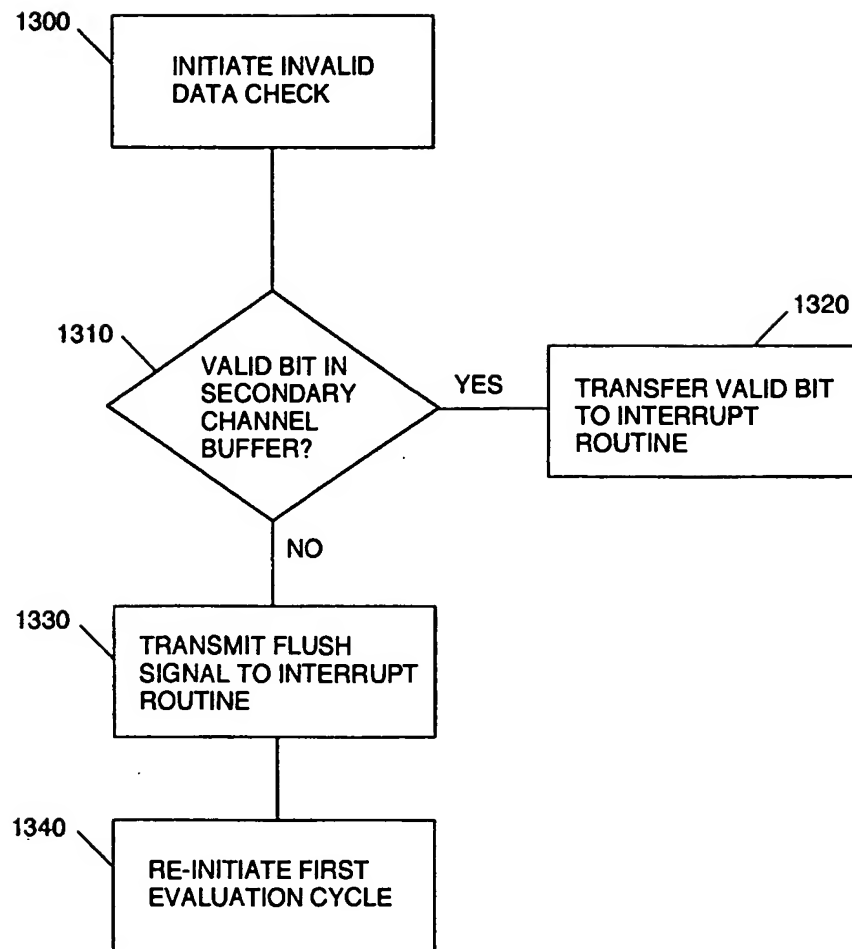 1300
INITIATE INVALID
DATA CHECK
1310
VALID BIT IN
SECONDARY
CHANNEL
BUFFER?
YES
1320
TRANSFER VALID BIT
TO INTERRUPT
ROUTINE
NO
1330
TRANSMIT FLUSH
SIGNAL TO INTERRUPT
ROUTINE
1340
RE-INITIATE FIRST
EVALUATION CYCLE